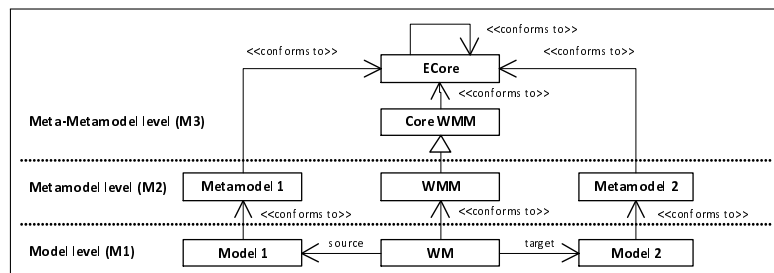 <<conforms to>>
<<conforms to>>
<<conforms to>>
ECore
<<conforms to>>
Meta-Metamodel level (M3)
Core WMM
Metamodel level (M2)
Metamodel 1
WMM
Metamodel 2
<<conforms to>>
<<conforms to>>
<<conforms to>>
Model level (M1)
Model 1
source
WM
target
Model 2